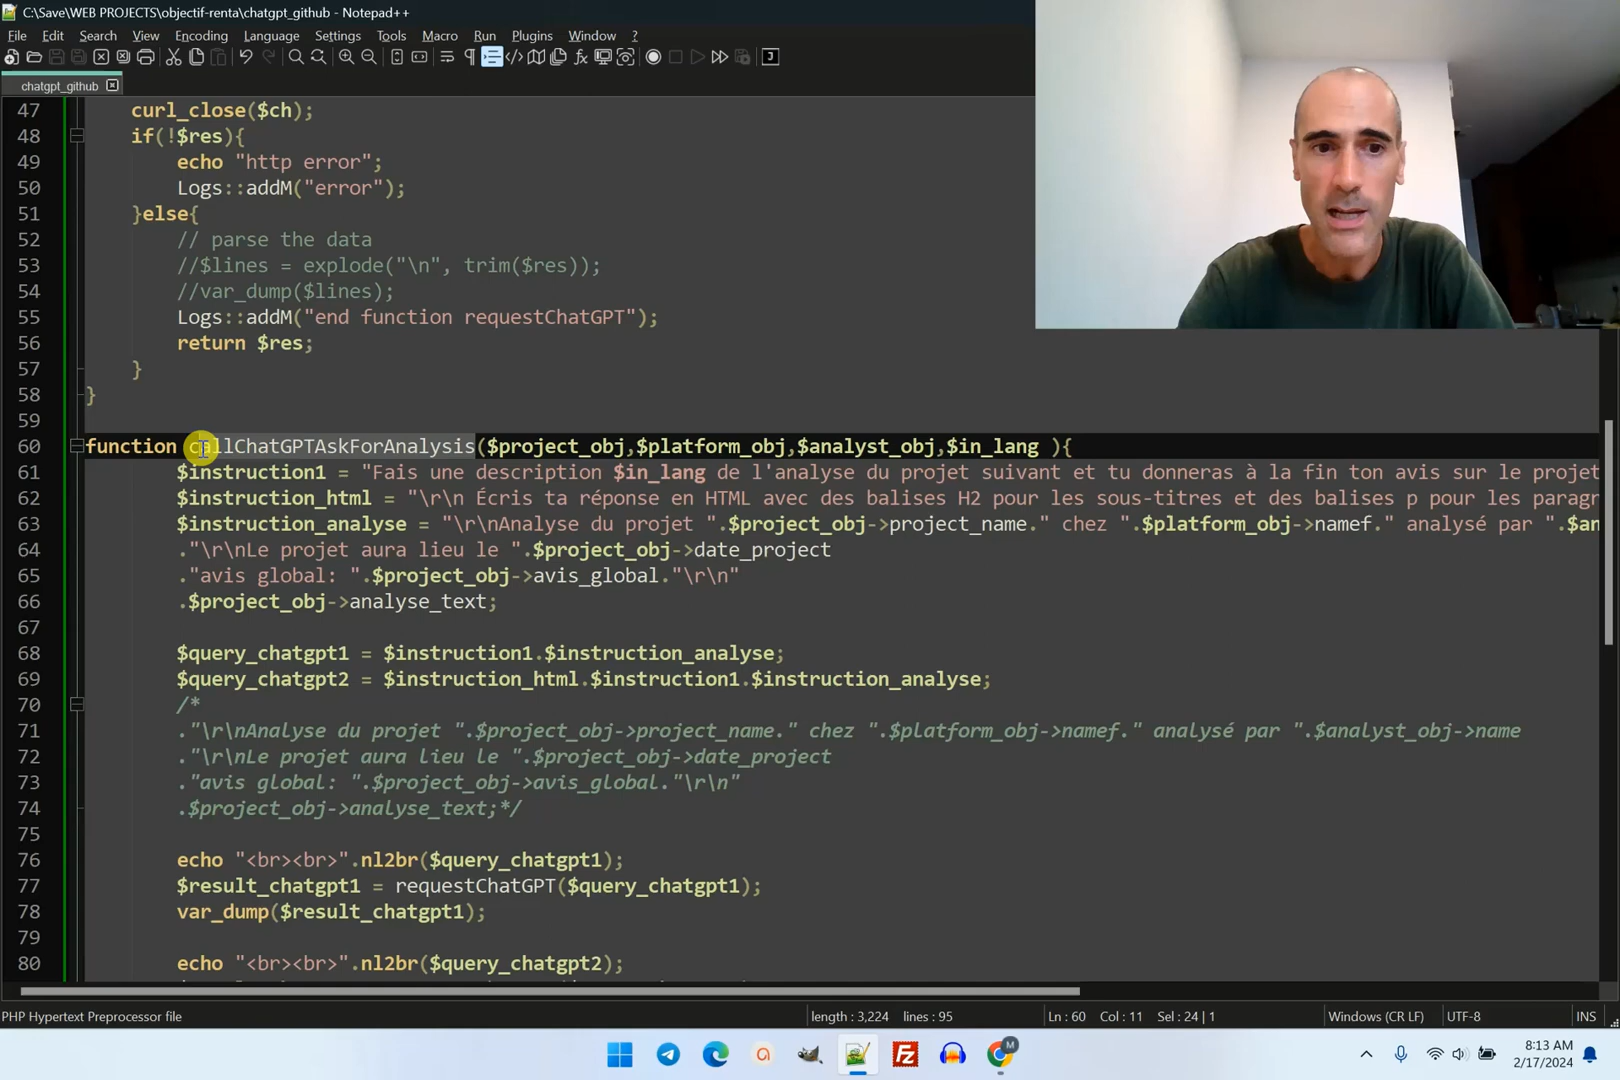 C:\Save\WEB PROJECTS\objectif-renta\chatgpt_github - Notepad++
File Edit Search View Encoding Language Settings Tools Macro Run Plugins Window ?
chatgpt_github
47 curl_close($ch);
48 if(!$res){
49 echo "http error";
50 Logs::addM("error");
51 }else{
52 // parse the data
53 //$lines = explode("\n", trim($res));
54 //var_dump($lines);
55 Logs::addM("end function requestChatGPT");
56 return $res;
57 }
58 }
59
60 function callChatGPTAskForAnalysis($project_obj,$platform_obj,$analyst_obj,$in_lang ){
61 $instruction1 = "Fais une description $in_lang de l'analyse du projet suivant et tu donneras à la fin ton avis sur le projet
62 $instruction_html = "\r\n Écris ta réponse en HTML avec des balises H2 pour les sous-titres et des balises p pour les paragr
63 $instruction_analyse = "\r\nAnalyse du projet ".$project_obj->project_name." chez ".$platform_obj->namef." analysé par ".$an
64 ."\r\nLe projet aura lieu le ".$project_obj->date_project
65 ."avis global: ".$project_obj->avis_global."\r\n"
66 .$project_obj->analyse_text;
67
68 $query_chatgpt1 = $instruction1.$instruction_analyse;
69 $query_chatgpt2 = $instruction_html.$instruction1.$instruction_analyse;
70 /*
71 ."\r\nAnalyse du projet ".$project_obj->project_name." chez ".$platform_obj->namef." analysé par ".$analyst_obj->name
72 ."\r\nLe projet aura lieu le ".$project_obj->date_project
73 ."avis global: ".$project_obj->avis_global."\r\n"
74 .$project_obj->analyse_text;*/
75
76 echo "<br><br>".nl2br($query_chatgpt1);
77 $result_chatgpt1 = requestChatGPT($query_chatgpt1);
78 var_dump($result_chatgpt1);
79
80 echo "<br><br>".nl2br($query_chatgpt2);
PHP Hypertext Preprocessor file length : 3,224 lines : 95 Ln : 60 Col : 11 Sel : 24 | 1 Windows (CR LF) UTF-8 INS
8:13 AM
2/17/2024